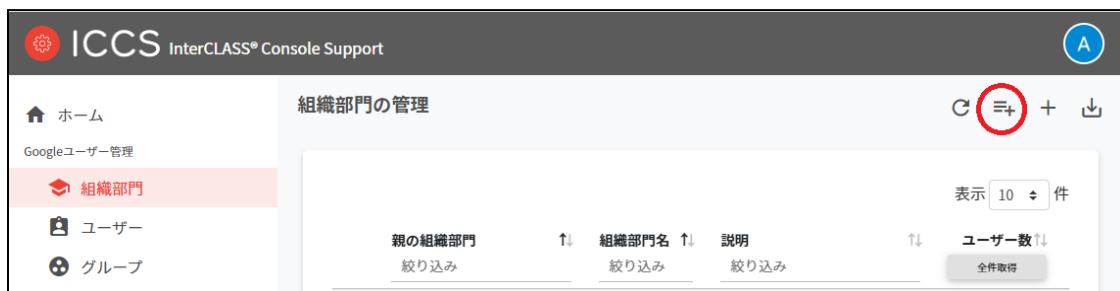 ICCS InterCLASS® Console Support
A
ホーム
組織部門の管理
Googleユーザー管理
組織部門
ユーザー
グループ
表示 10 件
親の組織部門 ↑↓ 組織部門名 ↑↓ 説明 ↑↓ ユーザー数↑↓
絞り込み 絞り込み 絞り込み 全件取得